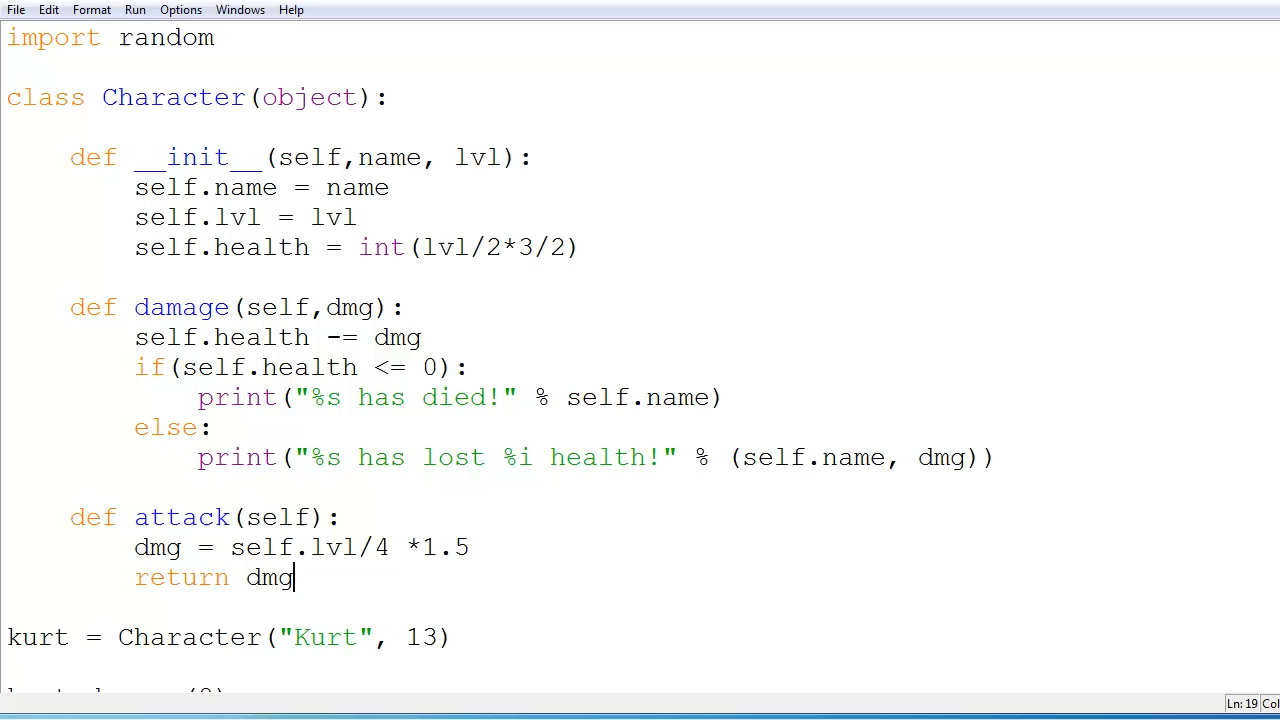 File Edit Format Run Options Windows Help
import random
class Character(object):
def __init__(self,name, lvl):
self.name = name
self.lvl = lvl
self.health = int(lvl/2*3/2)
def damage(self,dmg):
self.health -= dmg
if(self.health <= 0):
print("%s has died!" % self.name)
else:
print("%s has lost %i health!" % (self.name, dmg))
def attack(self):
dmg = self.lvl/4 *1.5
return dmg
kurt = Character("Kurt", 13)
Ln: 19 Col